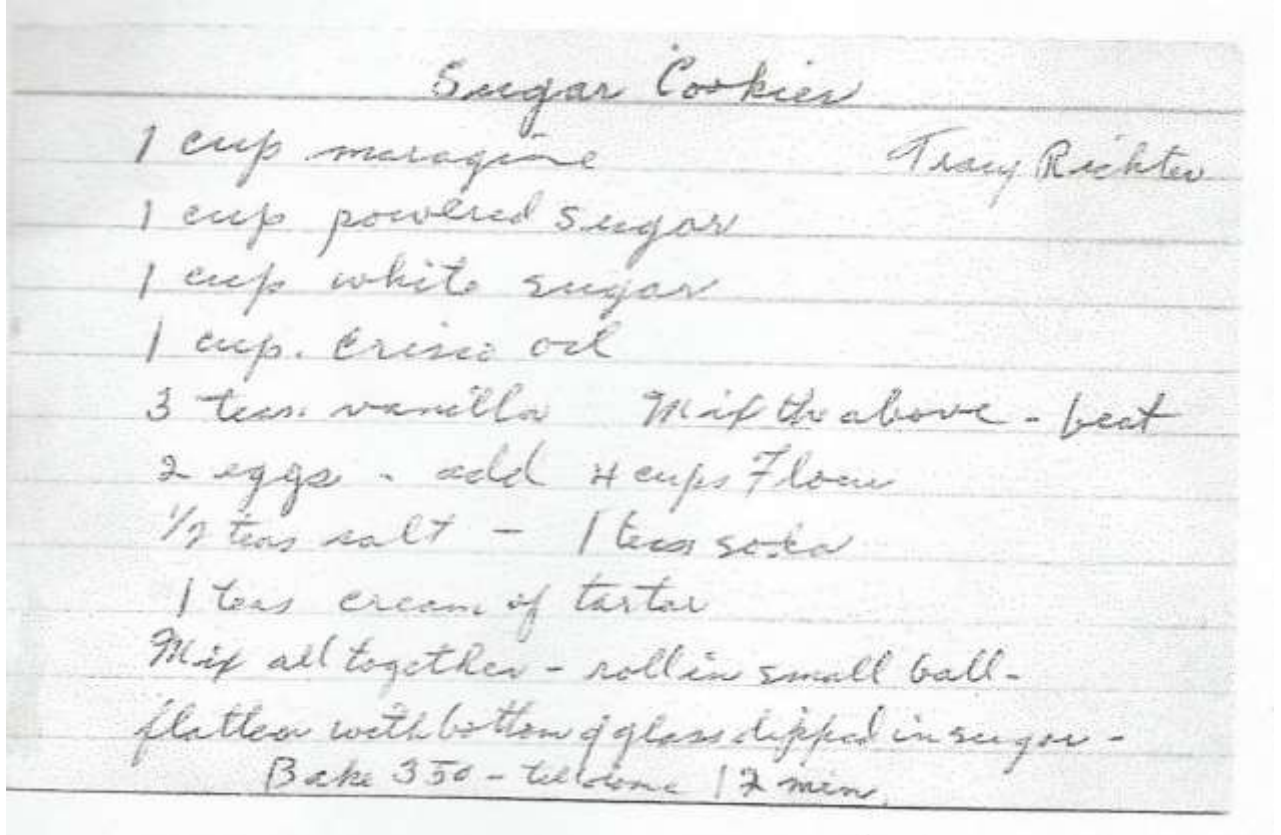 Sugar Cookies
1 cup maragine Tracy Richter
1 cup powered sugar
1 cup white sugar
1 cup. Crisco oil
3 teas. vanilla Mix the above - beat
2 eggs - add 4 cups Flour
1/2 teas salt - 1 teas soda
1 teas cream of tartar
Mix all together - roll in small ball -
flatten with bottom of glass dipped in sugar -
Bake 350 - till done 12 min.